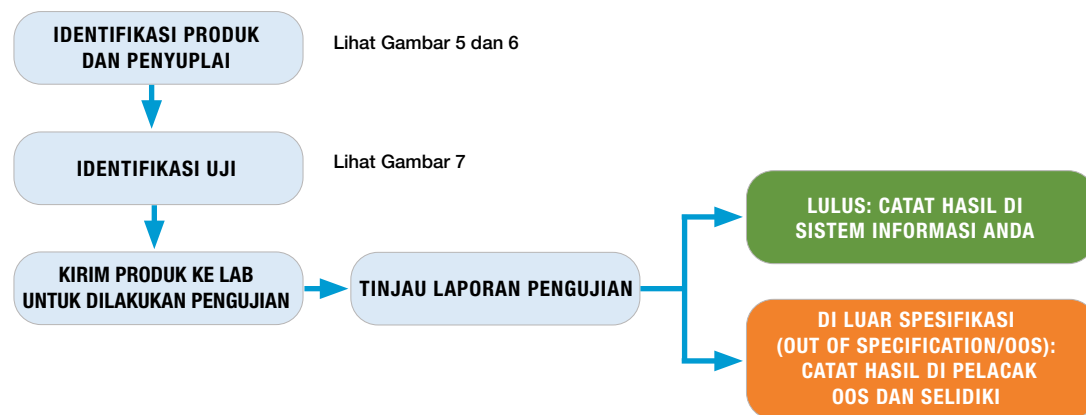 IDENTIFIKASI PRODUK
DAN PENYUPLAI
Lihat Gambar 5 dan 6
IDENTIFIKASI UJI
Lihat Gambar 7
KIRIM PRODUK KE LAB
UNTUK DILAKUKAN PENGUJIAN
TINJAU LAPORAN PENGUJIAN
LULUS: CATAT HASIL DI
SISTEM INFORMASI ANDA
DI LUAR SPESIFIKASI
(OUT OF SPECIFICATION/OOS):
CATAT HASIL DI PELACAK
OOS DAN SELIDIKI